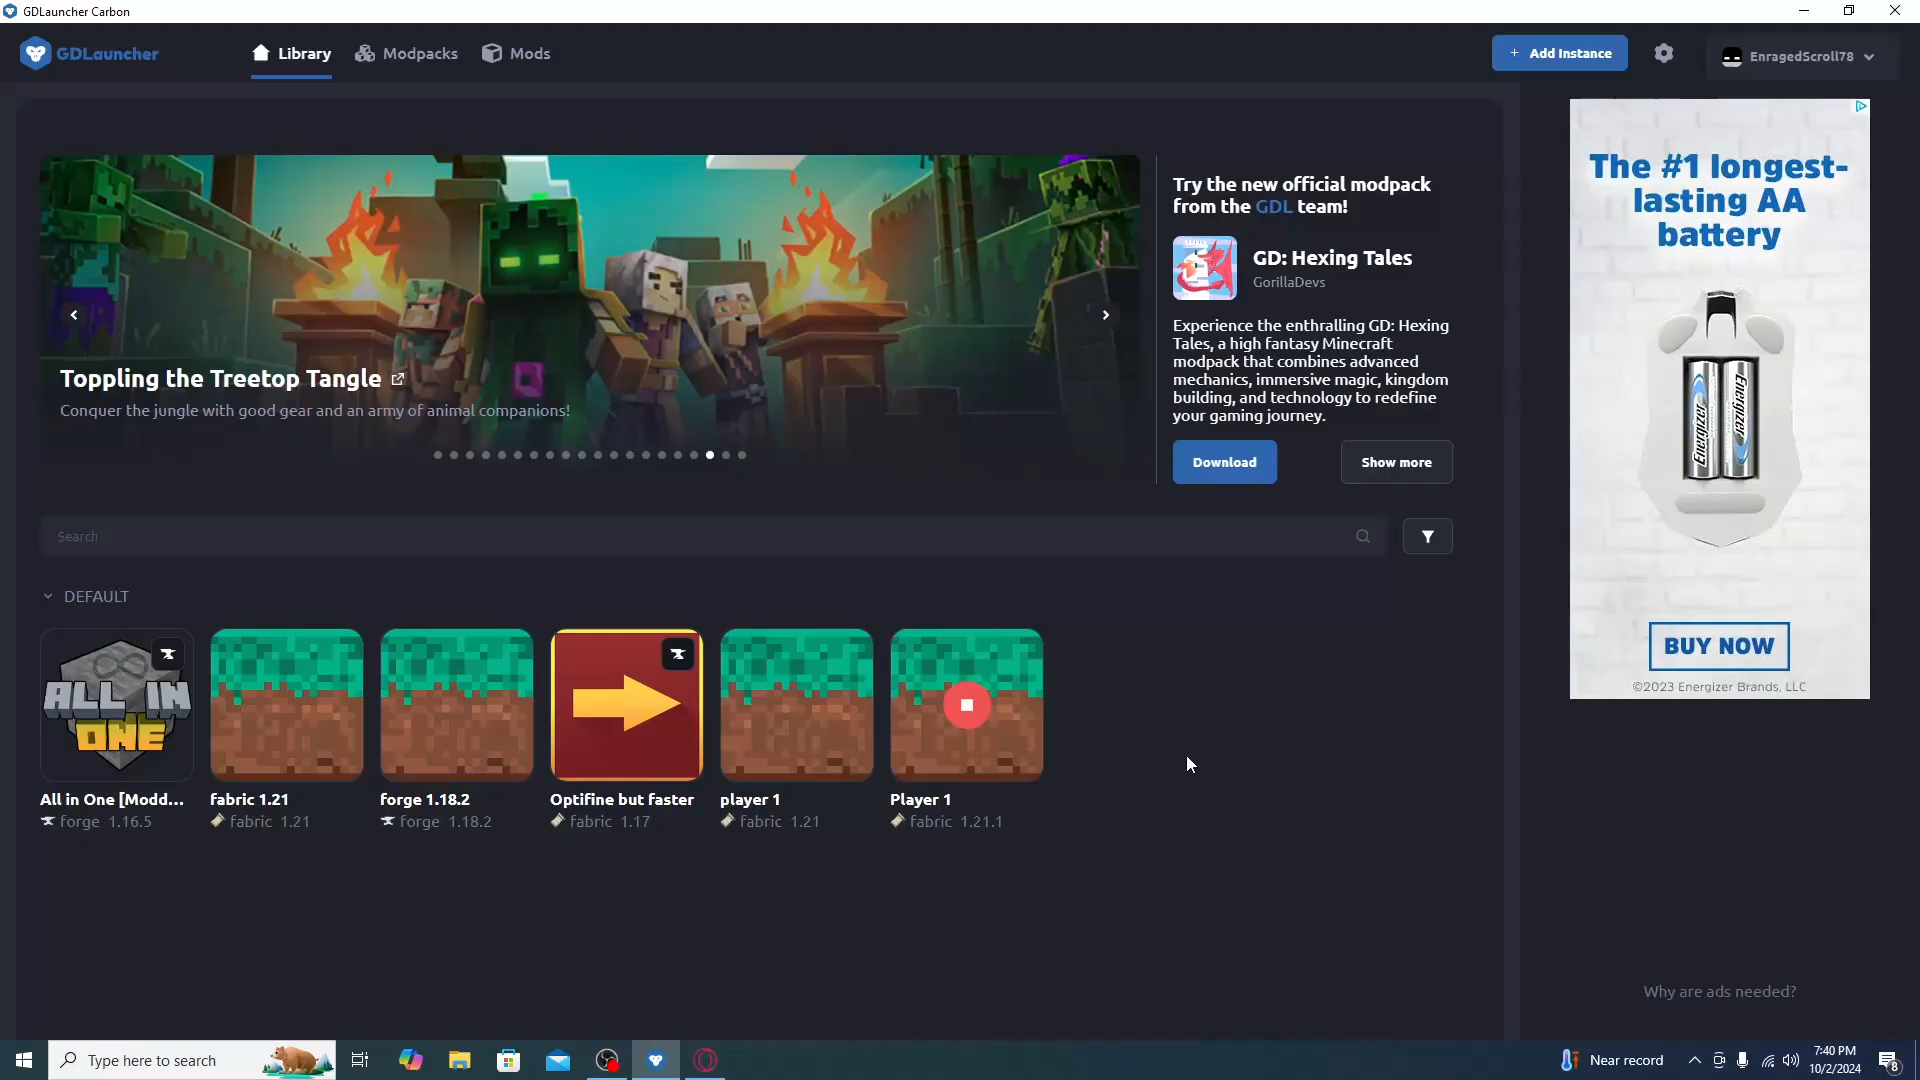 GDLauncher Carbon
GDLauncher
Library
Modpacks
Mods
+ Add Instance
EnragedScroll78
Toppling the Treetop Tangle
Conquer the jungle with good gear and an army of animal companions!
Try the new official modpack
from the GDL team!
GD: Hexing Tales
GorillaDevs
Experience the enthralling GD: Hexing
Tales, a high fantasy Minecraft
modpack that combines advanced
mechanics, immersive magic, kingdom
building, and technology to redefine
your gaming journey.
Download
Show more
The #1 longest-
lasting AA
battery
Energizer
Energizer
BUY NOW
©2023 Energizer Brands, LLC
Search
DEFAULT
ALL IN
ONE
All in One [Modd...
forge 1.16.5
fabric 1.21
fabric 1.21
forge 1.18.2
forge 1.18.2
Optifine but faster
fabric 1.17
player 1
fabric 1.21
Player 1
fabric 1.21.1
Why are ads needed?
Type here to search
Near record
7:40 PM
10/2/2024
8